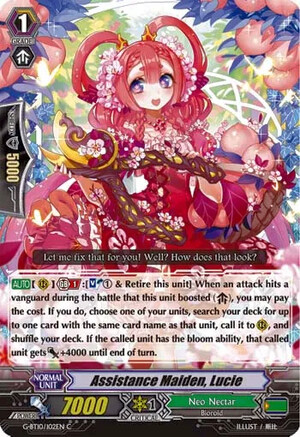 1
GRADE
5000
Let me fix that for you! Well? How does that look?
AUTO GB 1 : [ 1 & Retire this unit] When an attack hits a
vanguard during the battle that this unit boosted ( ), you may
pay the cost. If you do, choose one of your units, search your deck for up
to one card with the same card name as that unit, call it to , and
shuffle your deck. If the called unit has the bloom ability, that called
unit gets +4000 until end of turn.
NORMAL
UNIT
Assistance Maiden, Lucie
POWER
7000
1
CRITICAL
Neo Nectar
Bioroid
G-BT10/102EN C
ILLUST /